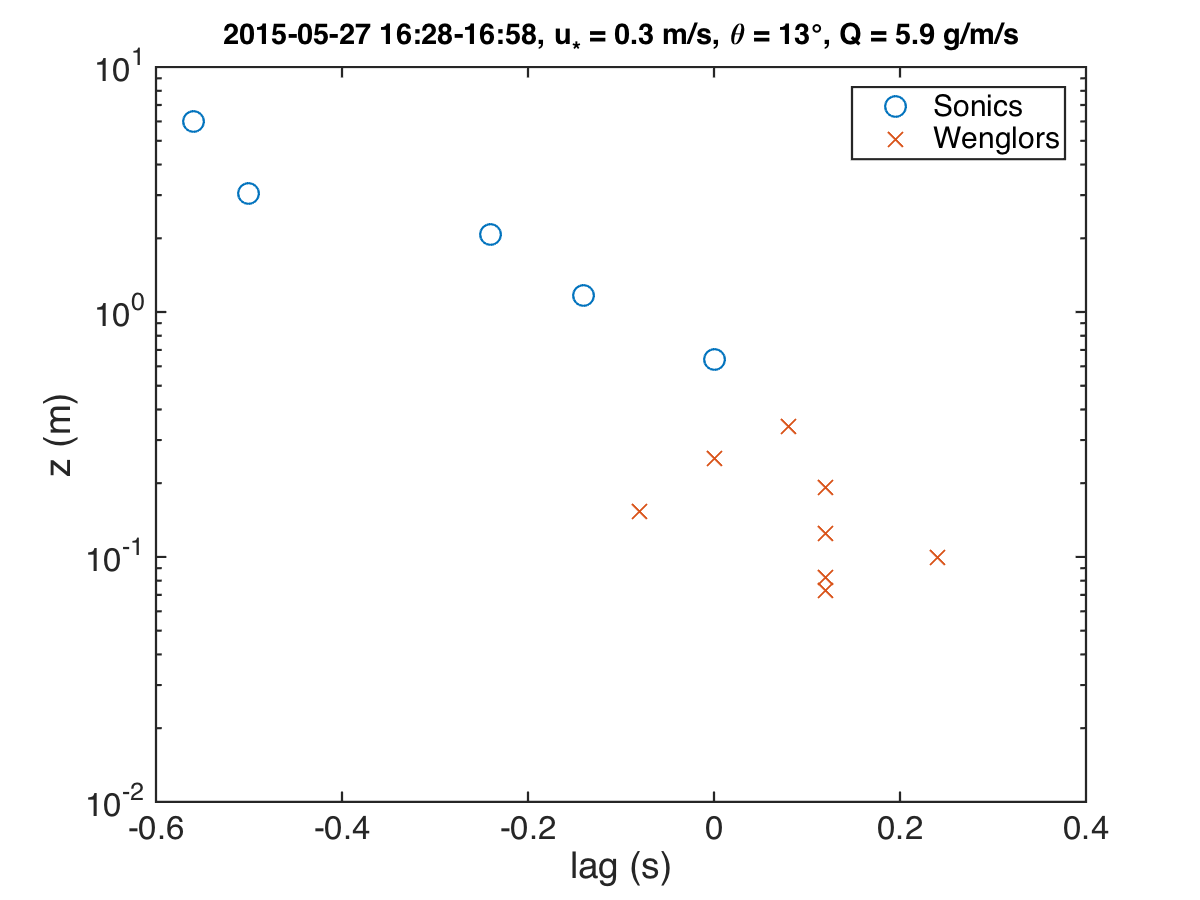 2015-05-27 16:28-16:58, u* = 0.3 m/s, θ = 13°, Q = 5.9 g/m/s
10^1
Sonics
Wenglors
10^0
z (m)
10^-1
10^-2
-0.6 -0.4 -0.2 0 0.2 0.4
lag (s)